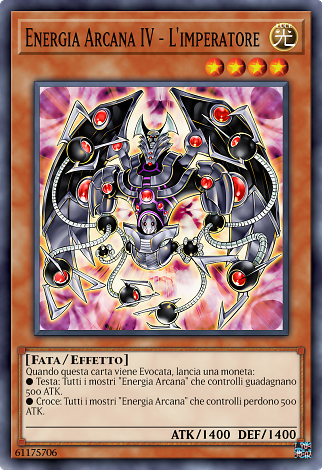 ENERGIA ARCANA IV - L'IMPERATORE
光
[FATA/EFFETTO]
Quando questa carta viene Evocata, lancia una moneta:
● Testa: Tutti i mostri "Energia Arcana" che controlli guadagnano
500 ATK.
● Croce: Tutti i mostri "Energia Arcana" che controlli perdono 500
ATK.
ATK/1400 DEF/1400
61175706